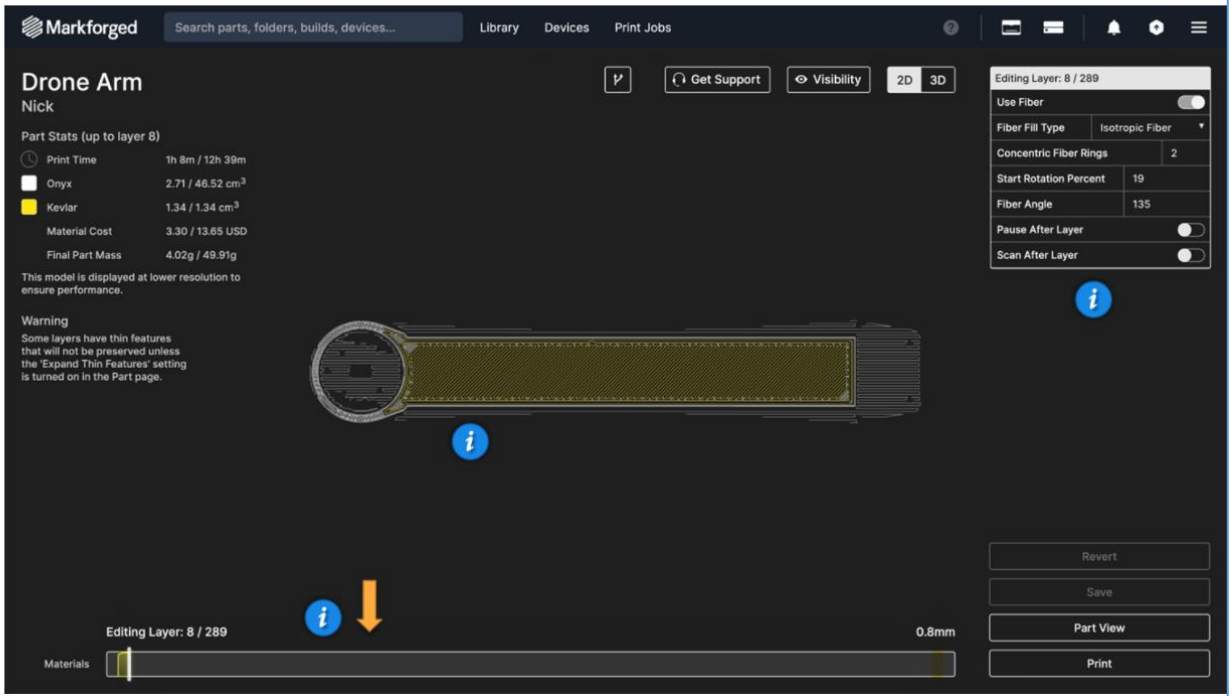 Markforged
Search parts, folders, builds, devices...
Library
Devices
Print Jobs
Drone Arm
Nick
Get Support
Visibility
2D
3D
Part Stats (up to layer 8)
Print Time 1h 8m / 12h 39m
Onyx 2.71 / 46.52 cm³
Kevlar 1.34 / 1.34 cm³
Material Cost 3.30 / 13.65 USD
Final Part Mass 4.02g / 49.91g
This model is displayed at lower resolution to
ensure performance.
Warning
Some layers have thin features
that will not be preserved unless
the 'Expand Thin Features' setting
is turned on in the Part page.
Editing Layer: 8 / 289
Use Fiber
Fiber Fill Type Isotropic Fiber
Concentric Fiber Rings 2
Start Rotation Percent 19
Fiber Angle 135
Pause After Layer
Scan After Layer
i
i
i
Editing Layer: 8 / 289
0.8mm
Materials
Revert
Save
Part View
Print